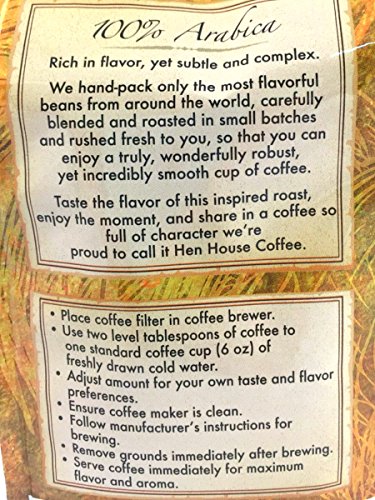 100% Arabica
Rich in flavor, yet subtle and complex.
We hand-pack only the most flavorful
beans from around the world, carefully
blended and roasted in small batches
and rushed fresh to you, so that you can
enjoy a truly, wonderfully robust,
yet incredibly smooth cup of coffee.
Taste the flavor of this inspired roast,
enjoy the moment, and share in a coffee so
full of character we're
proud to call it Hen House Coffee.
• Place coffee filter in coffee brewer.
• Use two level tablespoons of coffee to
one standard coffee cup (6 oz) of
freshly drawn cold water.
• Adjust amount for your own taste and flavor
preferences.
• Ensure coffee maker is clean.
• Follow manufacturer's instructions for
brewing.
• Remove grounds immediately after brewing.
• Serve coffee immediately for maximum
flavor and aroma.